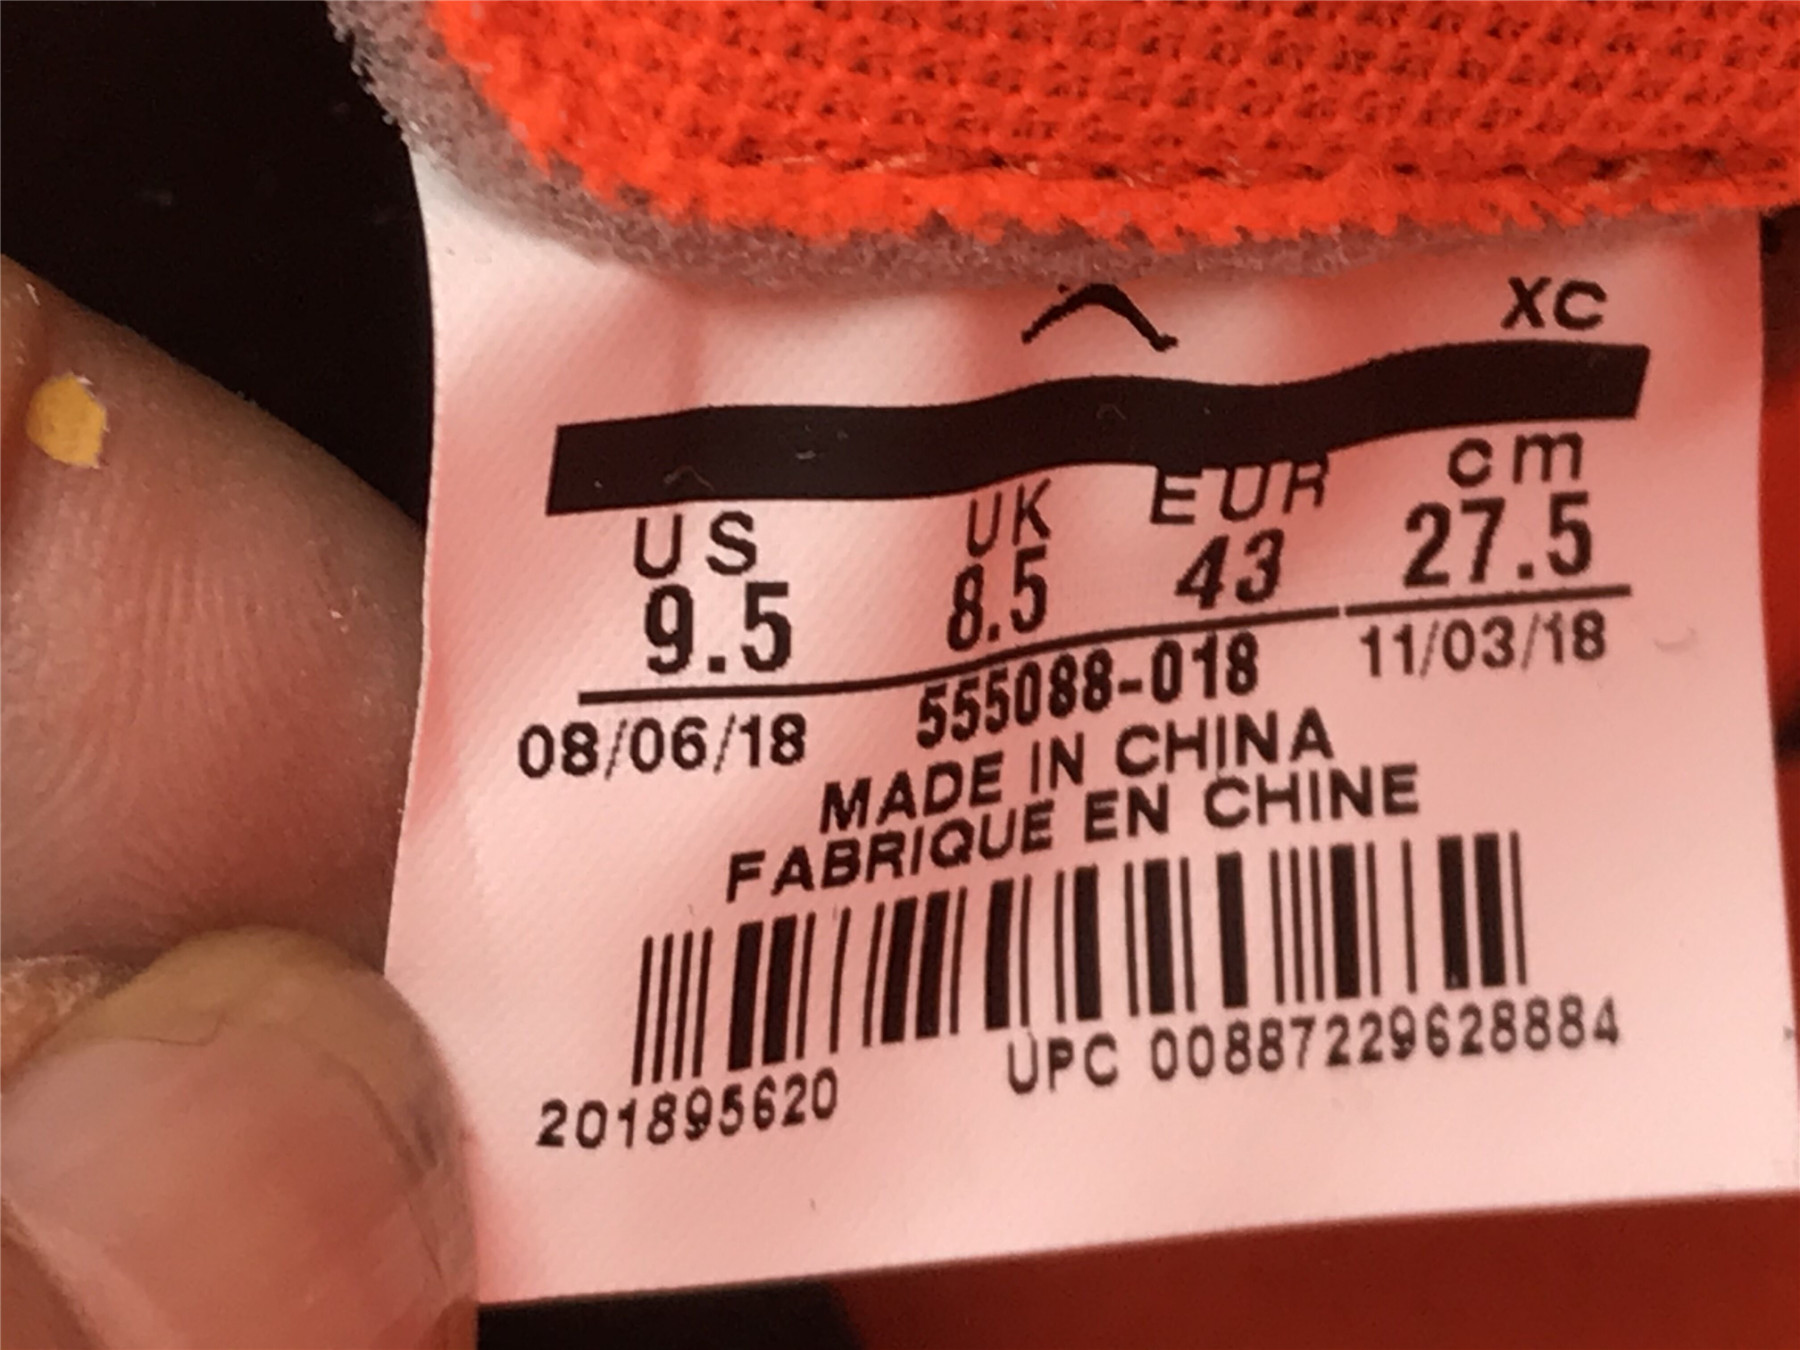 XC
US UK EUR cm
9.5 8.5 43 27.5
08/06/18 555088-018 11/03/18
MADE IN CHINA
FABRIQUE EN CHINE
201895620 UPC 00887229628884